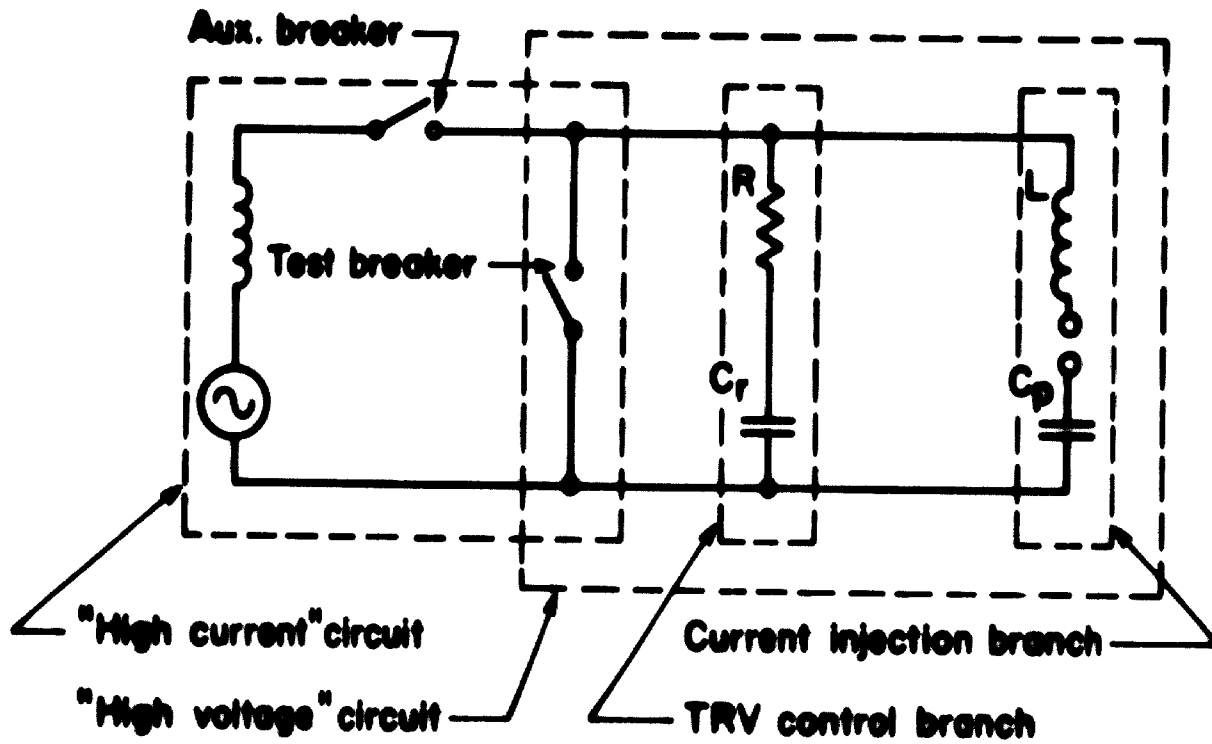 Aux. breaker
R
L
Test breaker
Cr
Cp
"High current" circuit
Current injection branch
"High voltage" circuit
TRV control branch